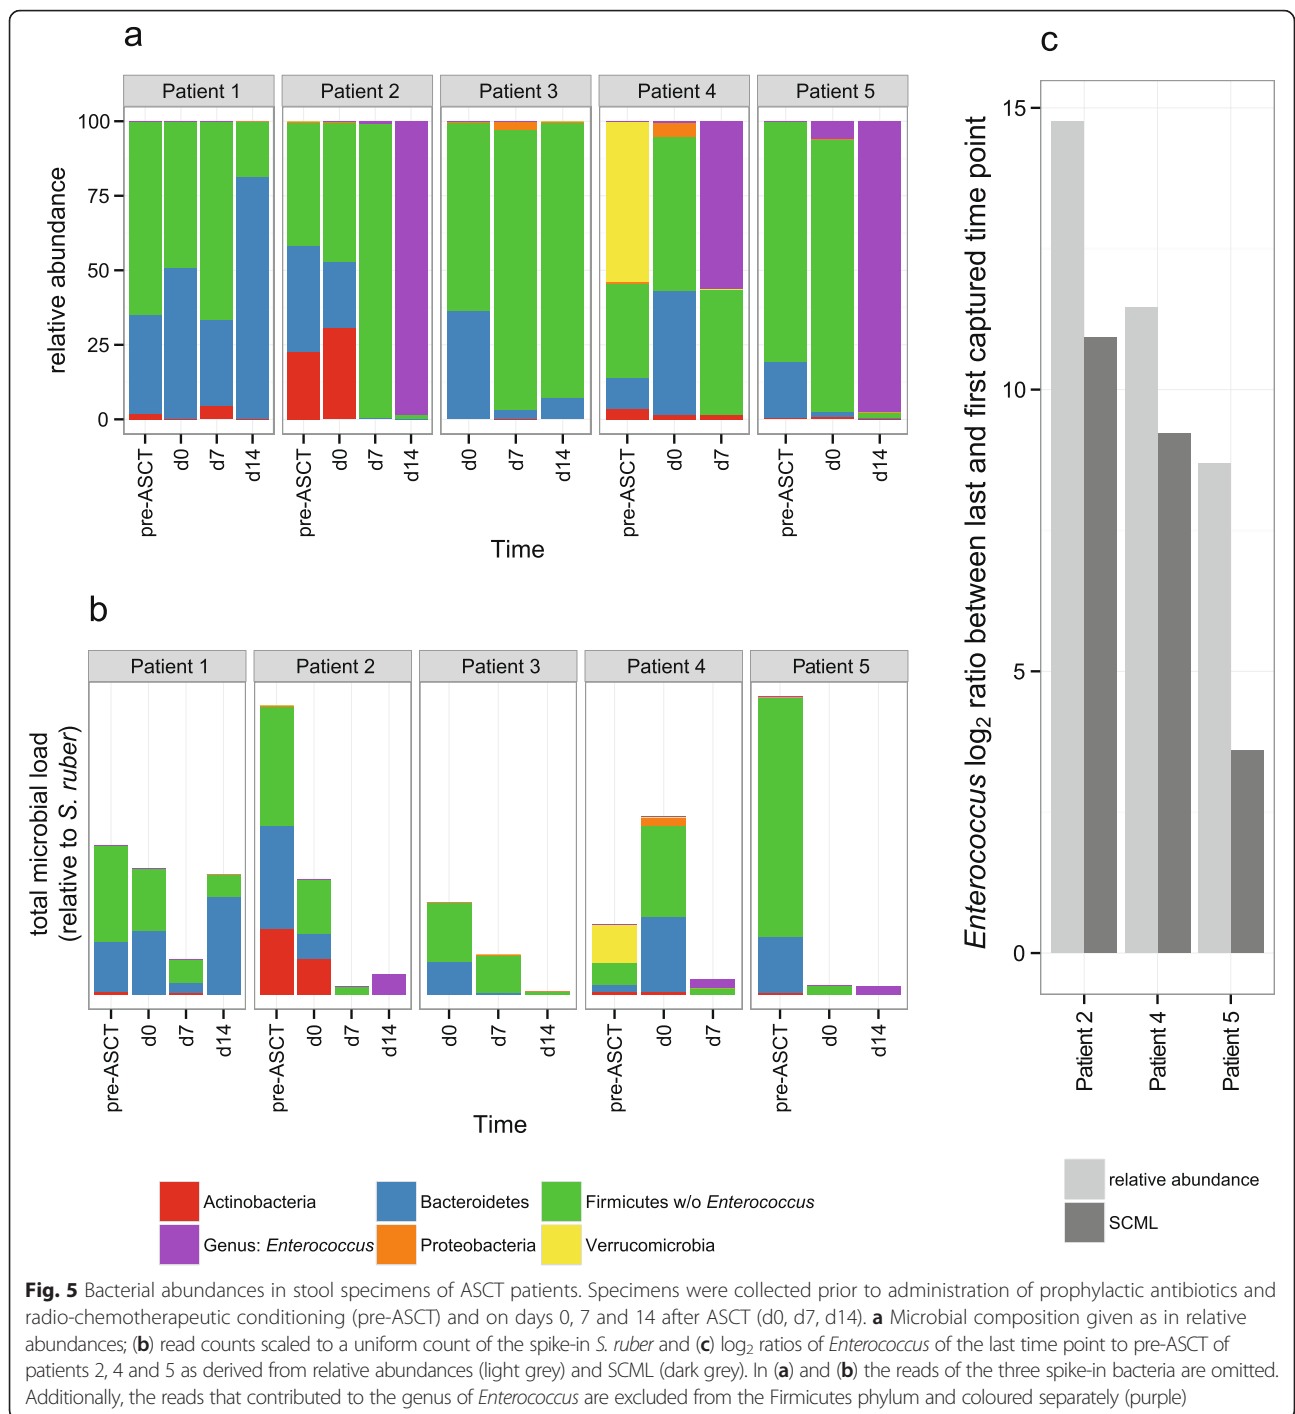 a
Patient 1 Patient 2 Patient 3 Patient 4 Patient 5
relative abundance
100
75
50
25
0
pre-ASCT d0 d7 d14 pre-ASCT d0 d7 d14 d0 d7 d14 pre-ASCT d0 d7 pre-ASCT d0 d14
Time
b
Patient 1 Patient 2 Patient 3 Patient 4 Patient 5
total microbial load
(relative to S. ruber)
pre-ASCT d0 d7 d14 pre-ASCT d0 d7 d14 d0 d7 d14 pre-ASCT d0 d7 pre-ASCT d0 d14
Time
Actinobacteria Bacteroidetes Firmicutes w/o Enterococcus
Genus: Enterococcus Proteobacteria Verrucomicrobia
c
Enterococcus log2 ratio between last and first captured time point
15
10
5
0
Patient 2 Patient 4 Patient 5
relative abundance
SCML
Fig. 5 Bacterial abundances in stool specimens of ASCT patients. Specimens were collected prior to administration of prophylactic antibiotics and
radio-chemotherapeutic conditioning (pre-ASCT) and on days 0, 7 and 14 after ASCT (d0, d7, d14). a Microbial composition given as in relative
abundances; (b) read counts scaled to a uniform count of the spike-in S. ruber and (c) log2 ratios of Enterococcus of the last time point to pre-ASCT of
patients 2, 4 and 5 as derived from relative abundances (light grey) and SCML (dark grey). In (a) and (b) the reads of the three spike-in bacteria are omitted.
Additionally, the reads that contributed to the genus of Enterococcus are excluded from the Firmicutes phylum and coloured separately (purple)